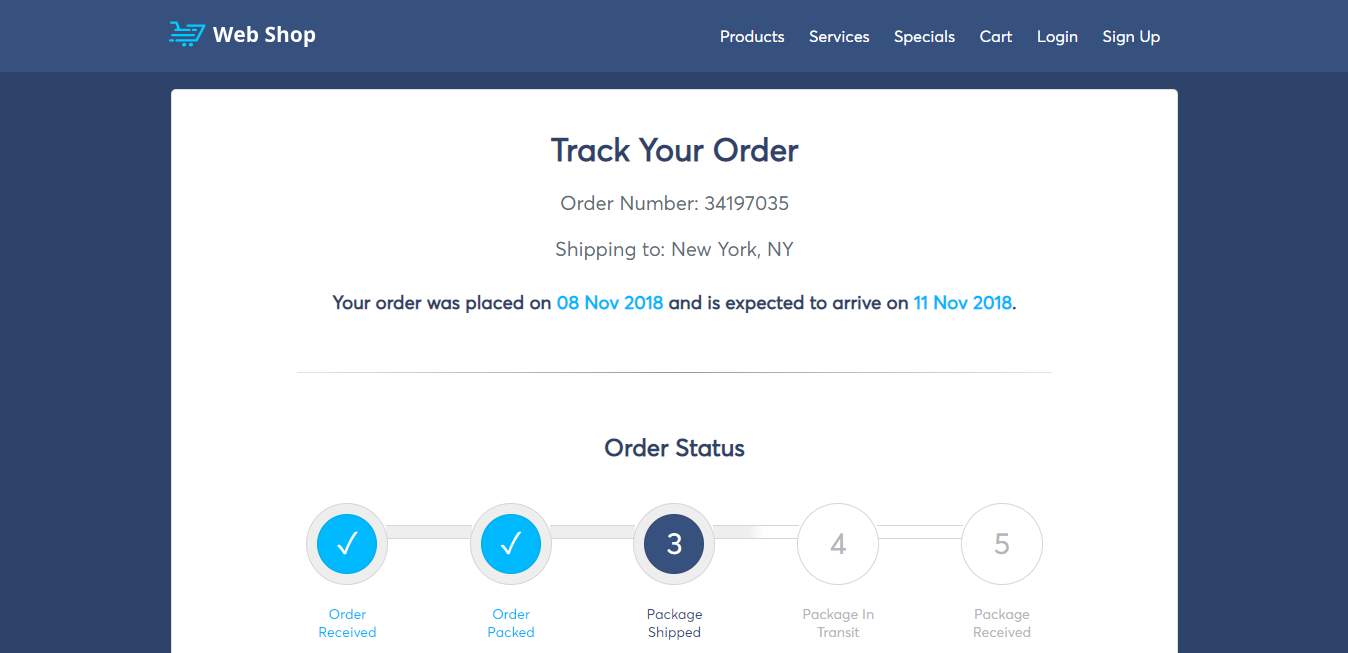 Web Shop
Products Services Specials Cart Login Sign Up
Track Your Order
Order Number: 34197035
Shipping to: New York, NY
Your order was placed on 08 Nov 2018 and is expected to arrive on 11 Nov 2018.
Order Status
✓ ✓ 3 4 5
Order Received
Order Packed
Package Shipped
Package In Transit
Package Received